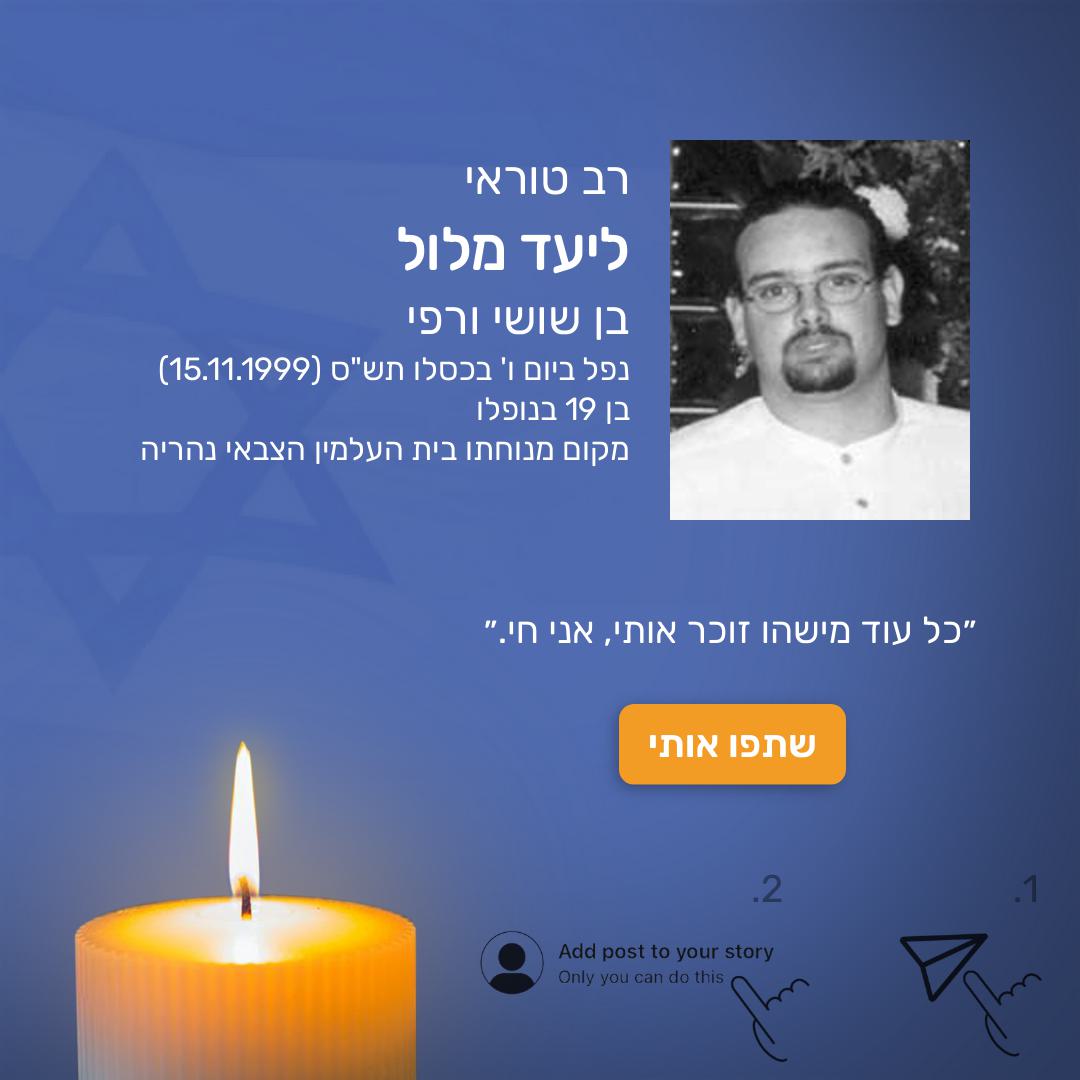 רב טוראי
ליעד מלול
בן שושי ורפי
נפל ביום ו' בכסלו תש"ס (15.11.1999)
בן 19 בנופלו
מקום מנוחתו בית העלמין הצבאי נהריה
״כל עוד מישהו זוכר אותי, אני חי.״
שתפו אותי
1.
2.
Add post to your story
Only you can do this